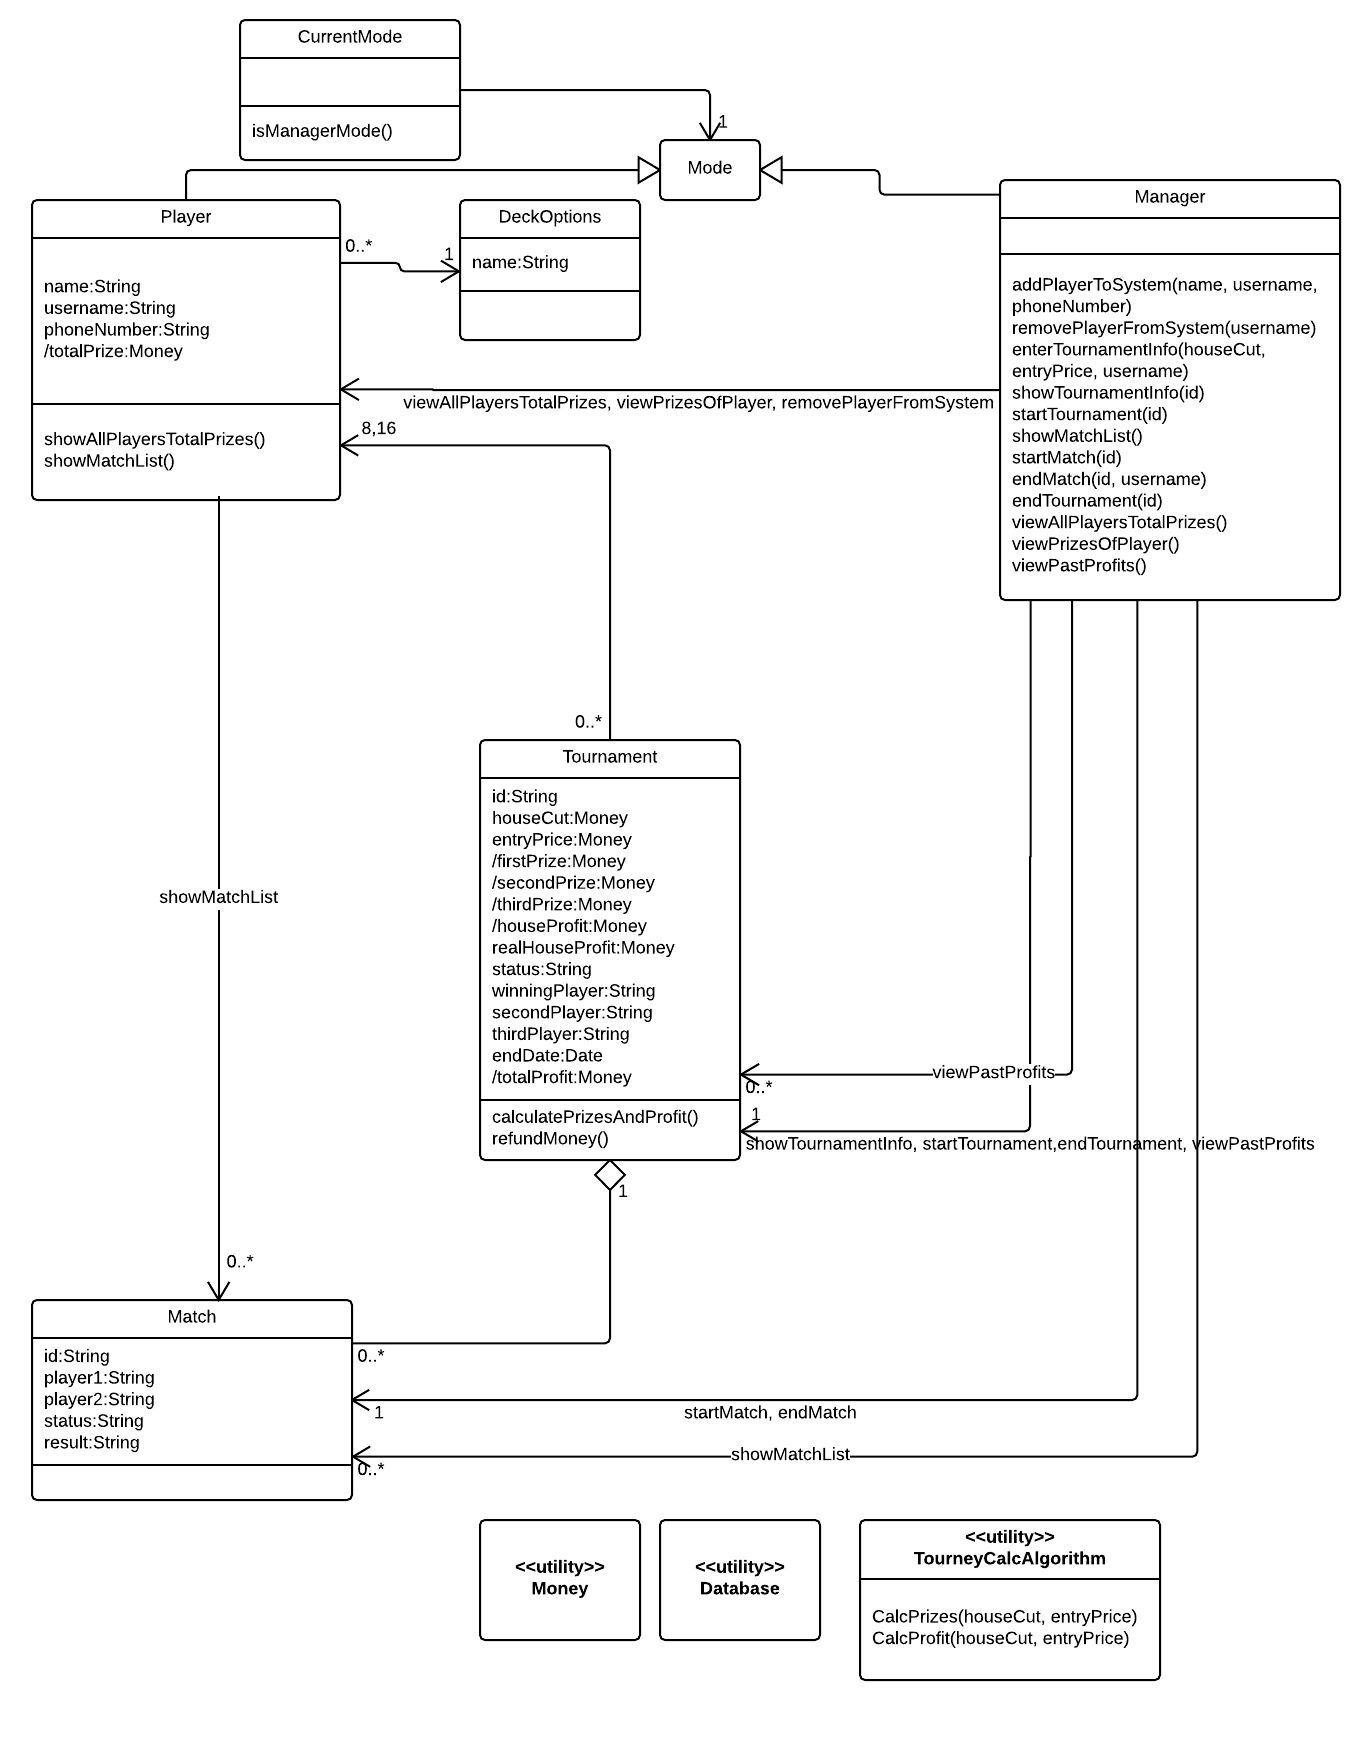 CurrentMode
isManagerMode()
1
Mode
Manager
addPlayerToSystem(name, username,
phoneNumber)
removePlayerFromSystem(username)
enterTournamentInfo(houseCut,
entryPrice, username)
showTournamentInfo(id)
startTournament(id)
showMatchList()
startMatch(id)
endMatch(id, username)
endTournament(id)
viewAllPlayersTotalPrizes()
viewPrizesOfPlayer()
viewPastProfits()
Player
name:String
username:String
phoneNumber:String
/totalPrize:Money
showAllPlayersTotalPrizes()
showMatchList()
0..*
1
DeckOptions
name:String
viewAllPlayersTotalPrizes, viewPrizesOfPlayer, removePlayerFromSystem
8,16
0..*
Tournament
id:String
houseCut:Money
entryPrice:Money
/firstPrize:Money
/secondPrize:Money
/thirdPrize:Money
/houseProfit:Money
realHouseProfit:Money
status:String
winningPlayer:String
secondPlayer:String
thirdPlayer:String
endDate:Date
/totalProfit:Money
calculatePrizesAndProfit()
refundMoney()
showMatchList
viewPastProfits
0..*
1
showTournamentInfo, startTournament,endTournament, viewPastProfits
1
0..*
Match
id:String
player1:String
player2:String
status:String
result:String
0..*
1
startMatch, endMatch
showMatchList
0..*
<<utility>>
Money
<<utility>>
Database
<<utility>>
TourneyCalcAlgorithm
CalcPrizes(houseCut, entryPrice)
CalcProfit(houseCut, entryPrice)